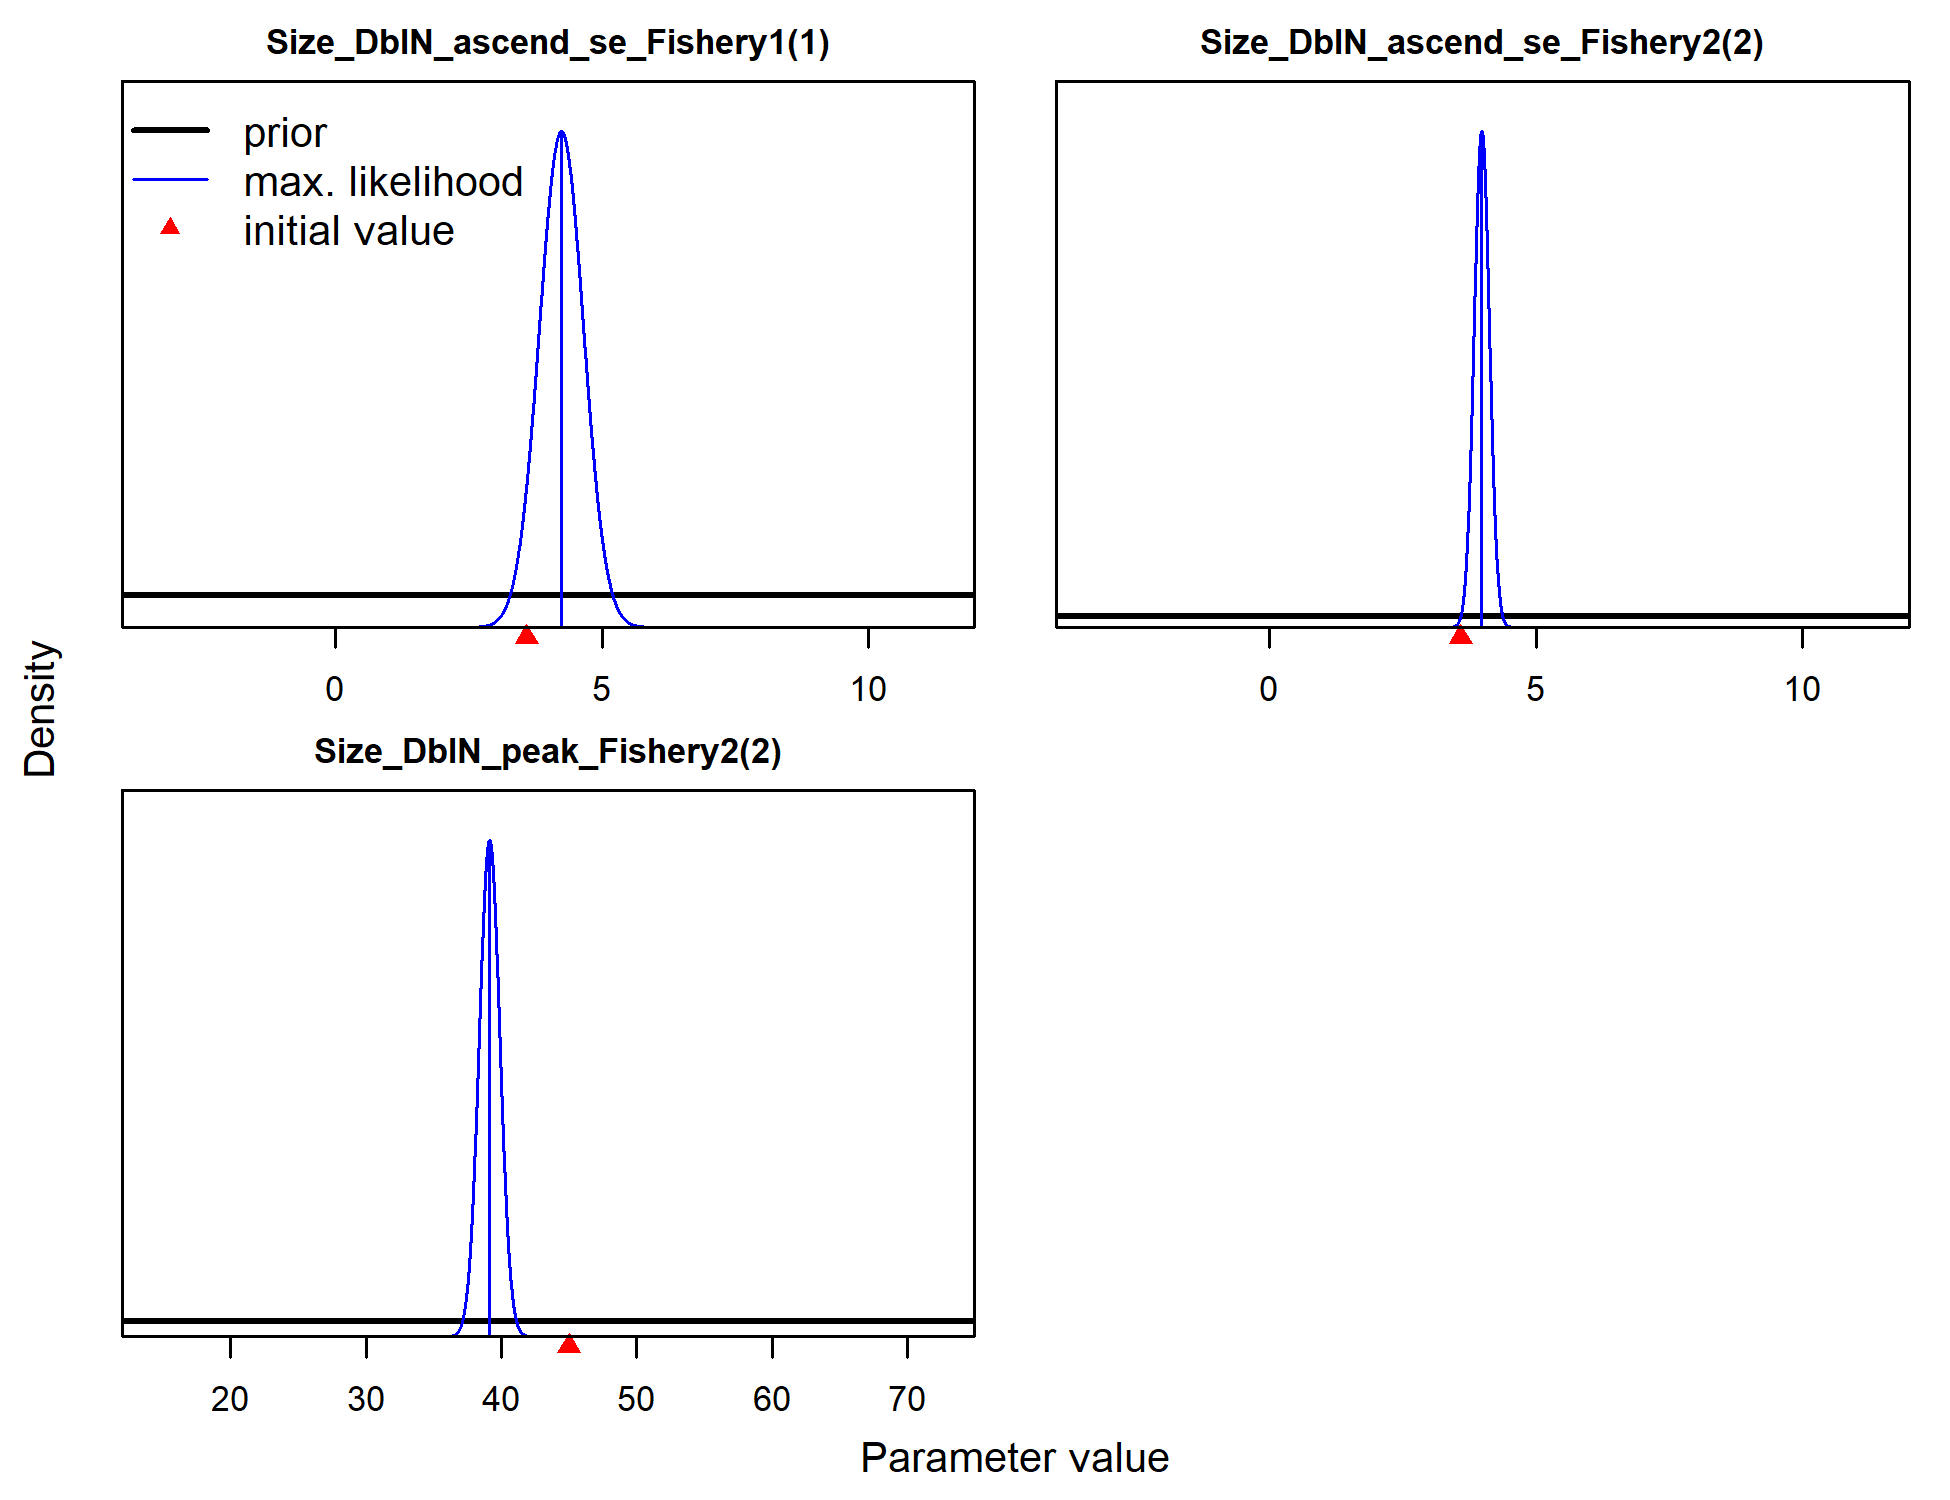 Size_DblN_ascend_se_Fishery1(1)
prior
max. likelihood
initial value
0 5 10
Size_DblN_ascend_se_Fishery2(2)
0 5 10
Density
Size_DblN_peak_Fishery2(2)
20 30 40 50 60 70
Parameter value